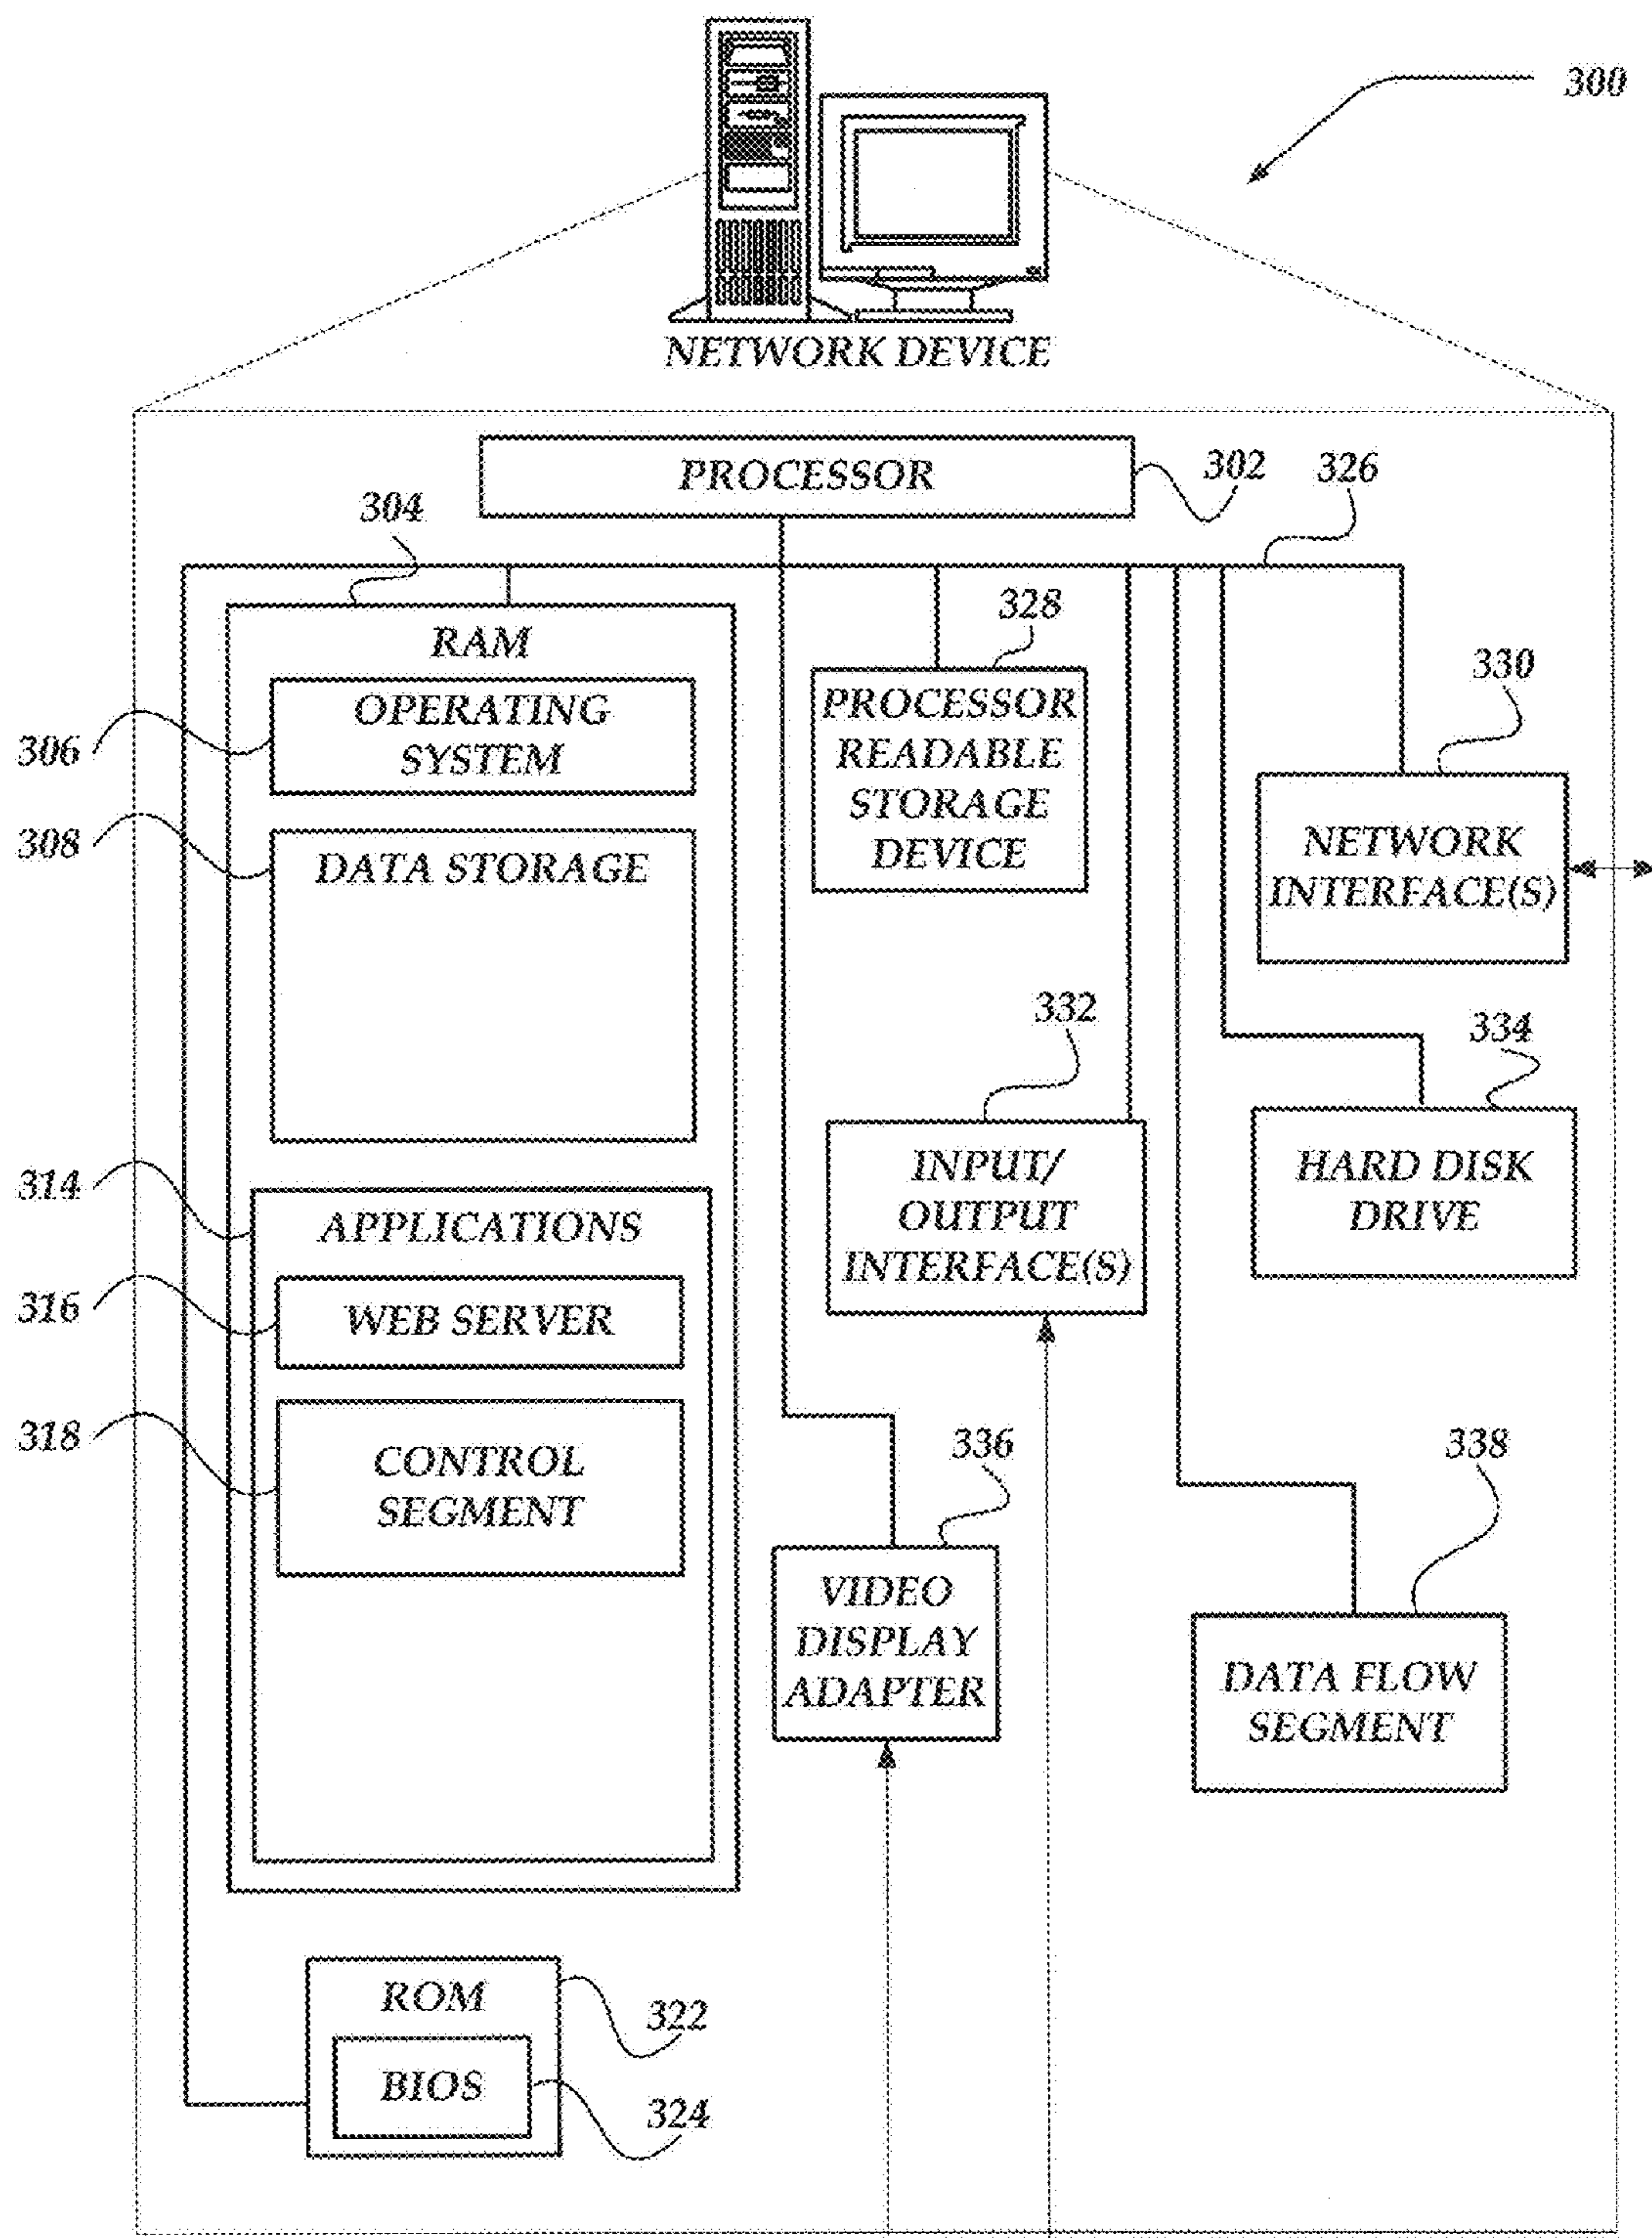 300
NETWORK DEVICE
PROCESSOR
302
326
304
RAM
328
330
OPERATING
SYSTEM
306
PROCESSOR
READABLE
STORAGE
DEVICE
NETWORK
INTERFACE(S)
308
DATA STORAGE
332
334
INPUT/
OUTPUT
INTERFACE(S)
HARD DISK
DRIVE
314
APPLICATIONS
316
WEB SERVER
318
CONTROL
SEGMENT
336
338
VIDEO
DISPLAY
ADAPTER
DATA FLOW
SEGMENT
ROM
322
BIOS
324